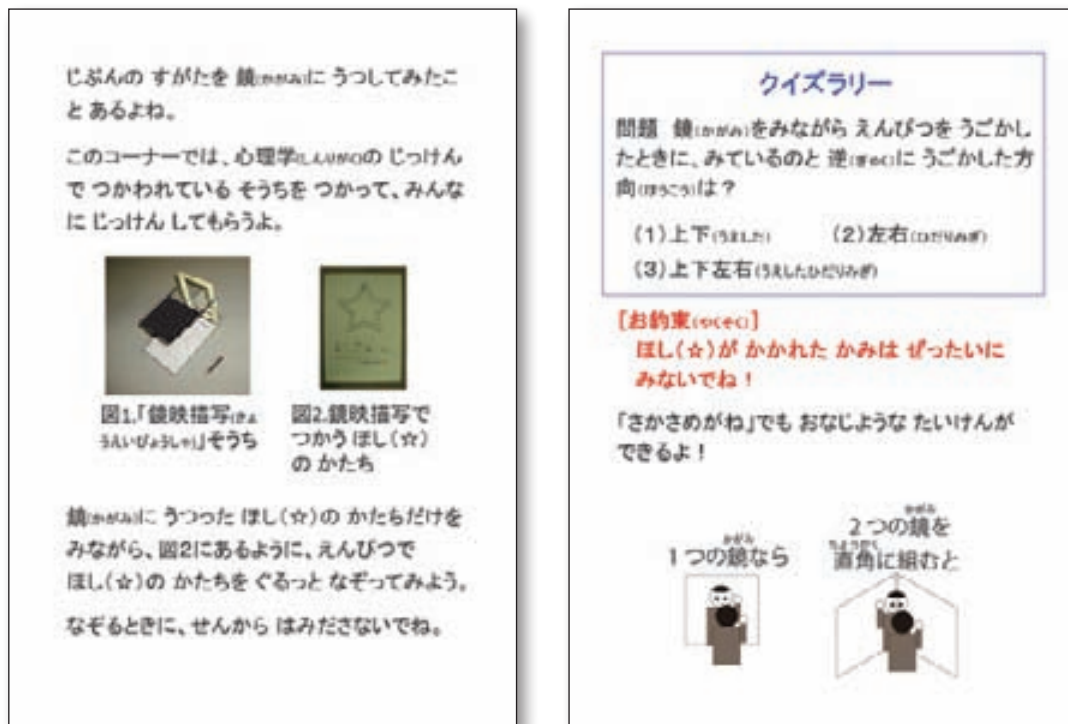 じぶんの すがたを 鏡(かがみ)に うつしてみたこ
と あるよね。
このコーナーでは、心理学(しんりがく)の じっけん
で つかわれている そうちを つかって、みんな
に じっけん してもらうよ。
図1.「鏡映描写(きょ
うえいびょうしゃ)」そうち
図2.鏡映描写で
つかう ほし(☆)
の かたち
鏡(かがみ)に うつった ほし(☆)の かたちだけを
みながら、図2にあるように、えんぴつで
ほし(☆)の かたちを ぐるっと なぞってみよう。
なぞるときに、せんから はみださないでね。
クイズラリー
問題 鏡(かがみ)をみながら えんぴつを うごかし
たときに、みているのと 逆(ぎゃく)に うごかした方
向(ほうこう)は?
(1)上下(うえした) (2)左右(ひだりみぎ)
(3)上下左右(うえしたひだりみぎ)
[お約束(やくそく)]
ほし(☆)が かかれた かみは ぜったいに
みないでね!
「さかさめがね」でも おなじような たいけんが
できるよ!
かがみ
1つの鏡なら
かがみ
2つの鏡を
ちょっかく
直角に組むと